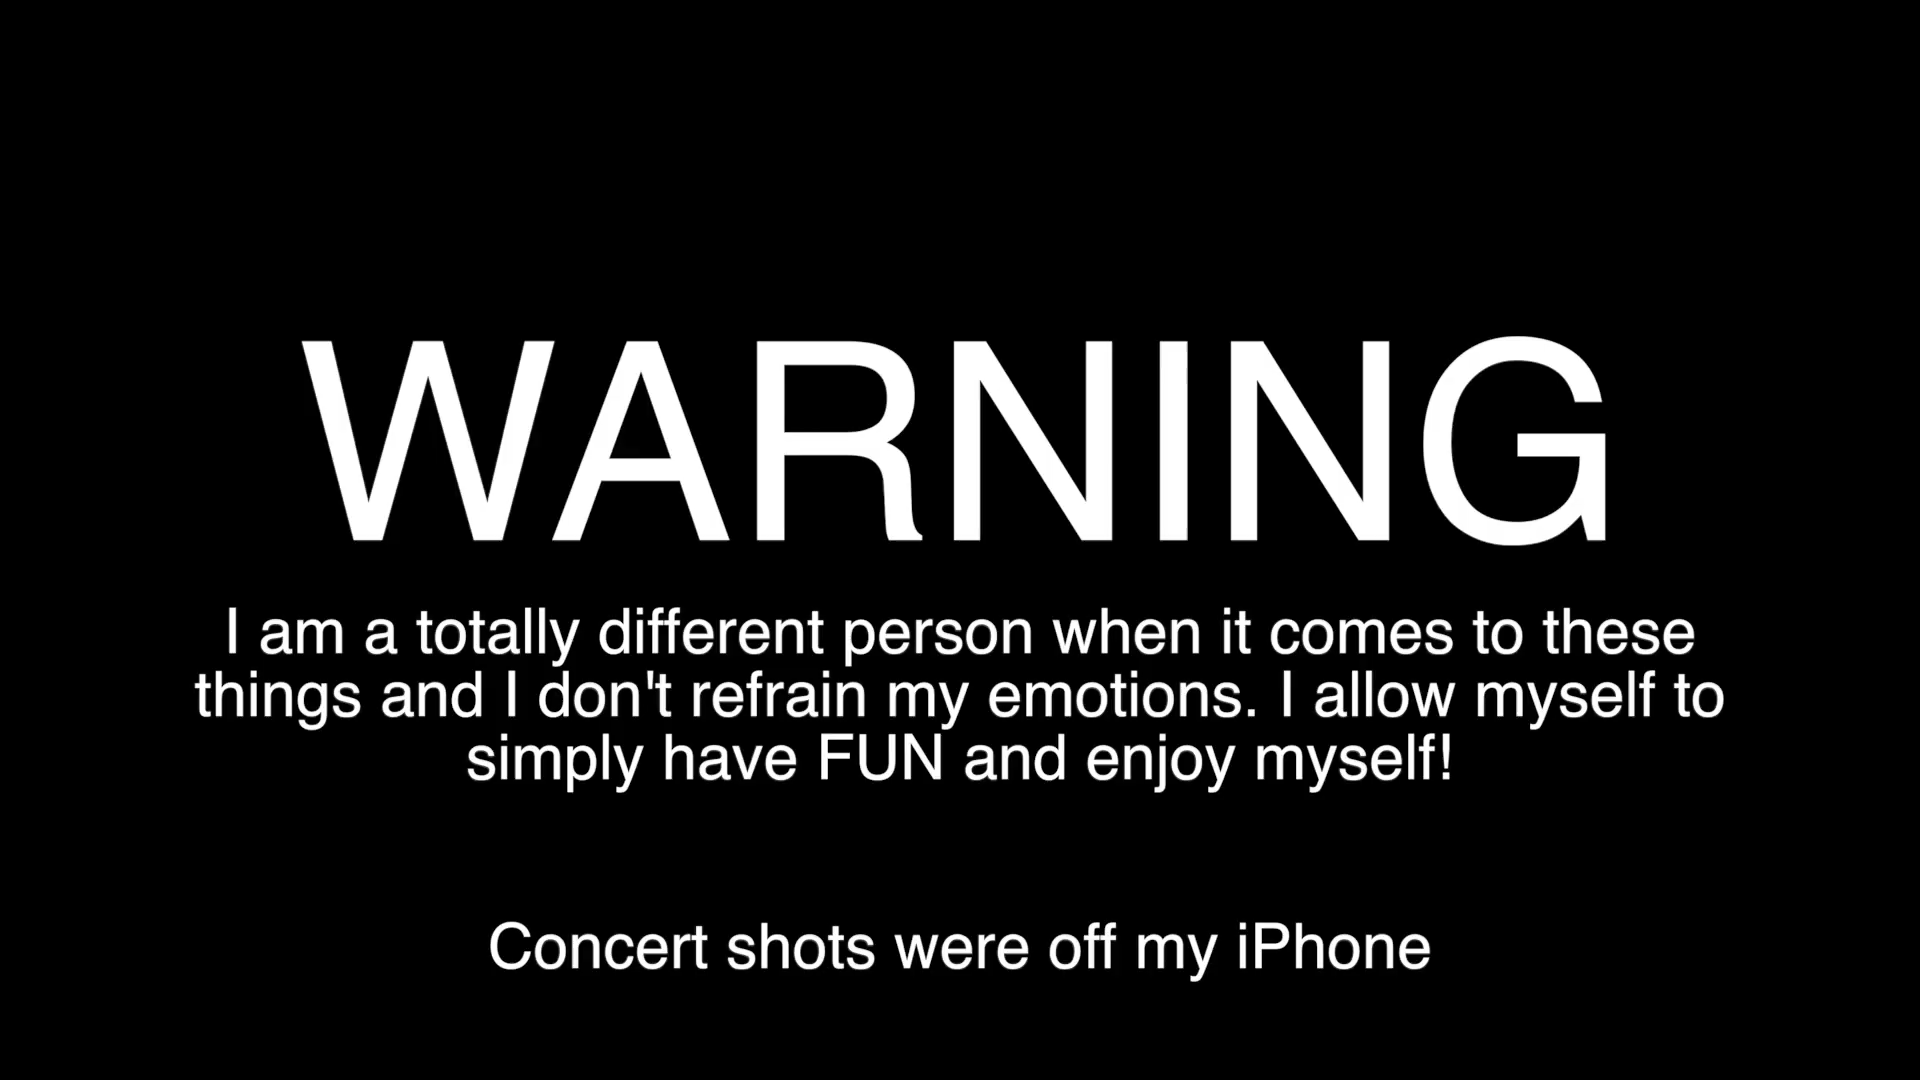 WARNING
I am a totally different person when it comes to these
things and I don't refrain my emotions. I allow myself to
simply have FUN and enjoy myself!
Concert shots were off my iPhone